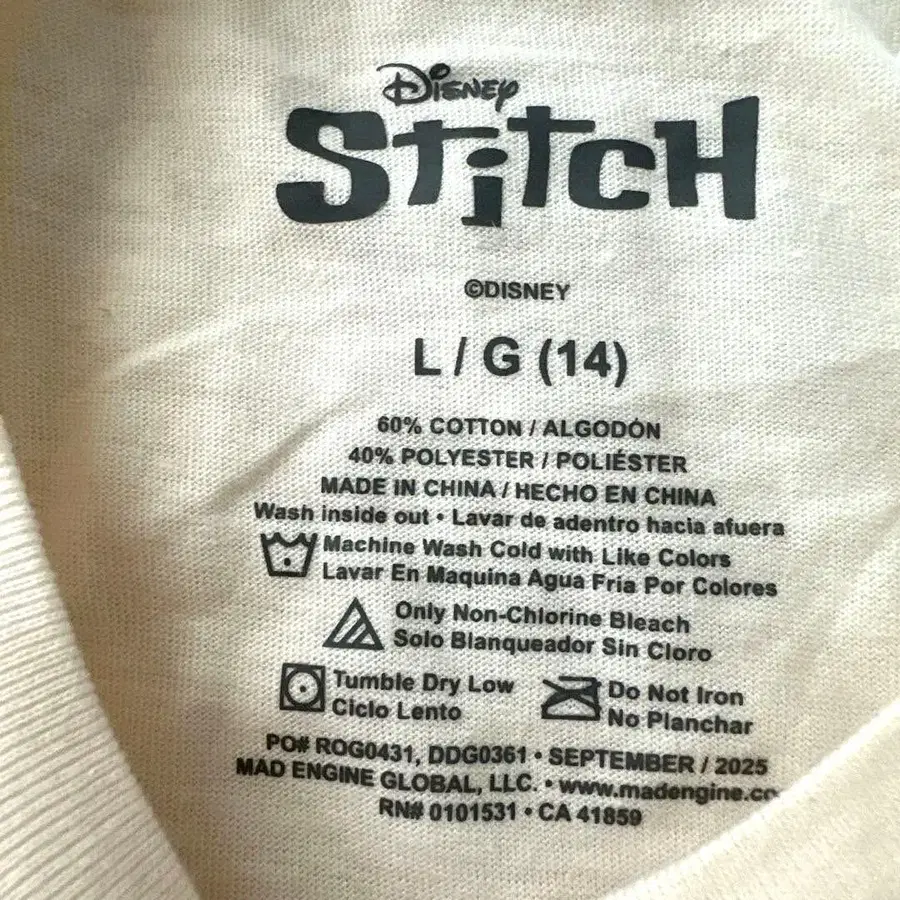 Disney
Stitch
©DISNEY
L / G (14)
60% COTTON / ALGODÓN
40% POLYESTER / POLIÉSTER
MADE IN CHINA / HECHO EN CHINA
Wash inside out • Lavar de adentro hacia afuera
Machine Wash Cold with Like Colors
Lavar En Maquina Agua Fria Por Colores
Only Non-Chlorine Bleach
Solo Blanqueador Sin Cloro
Tumble Dry Low
Ciclo Lento
Do Not Iron
No Planchar
PO# ROG0431, DDG0361 • SEPTEMBER / 2025
MAD ENGINE GLOBAL, LLC. • www.madengine.co
RN# 0101531 • CA 41859